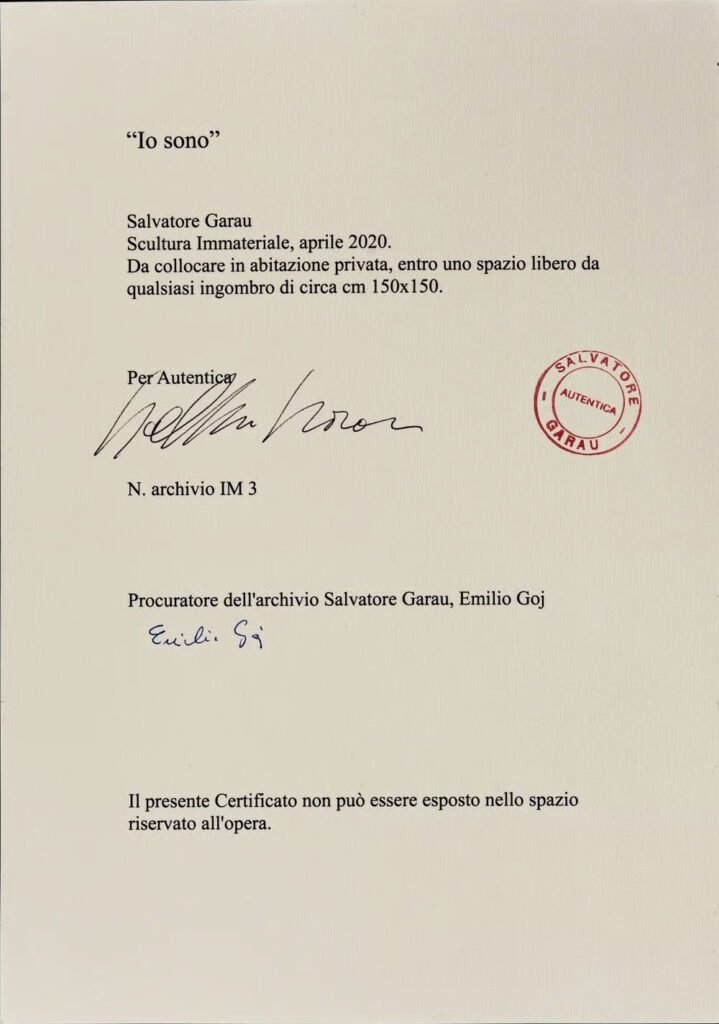 “Io sono”
Salvatore Garau
Scultura Immateriale, aprile 2020.
Da collocare in abitazione privata, entro uno spazio libero da
qualsiasi ingombro di circa cm 150x150.
Per Autentica
SALVATORE
AUTENTICA
GARAU
N. archivio IM 3
Procuratore dell'archivio Salvatore Garau, Emilio Goj
Emilio Goj
Il presente Certificato non può essere esposto nello spazio
riservato all'opera.